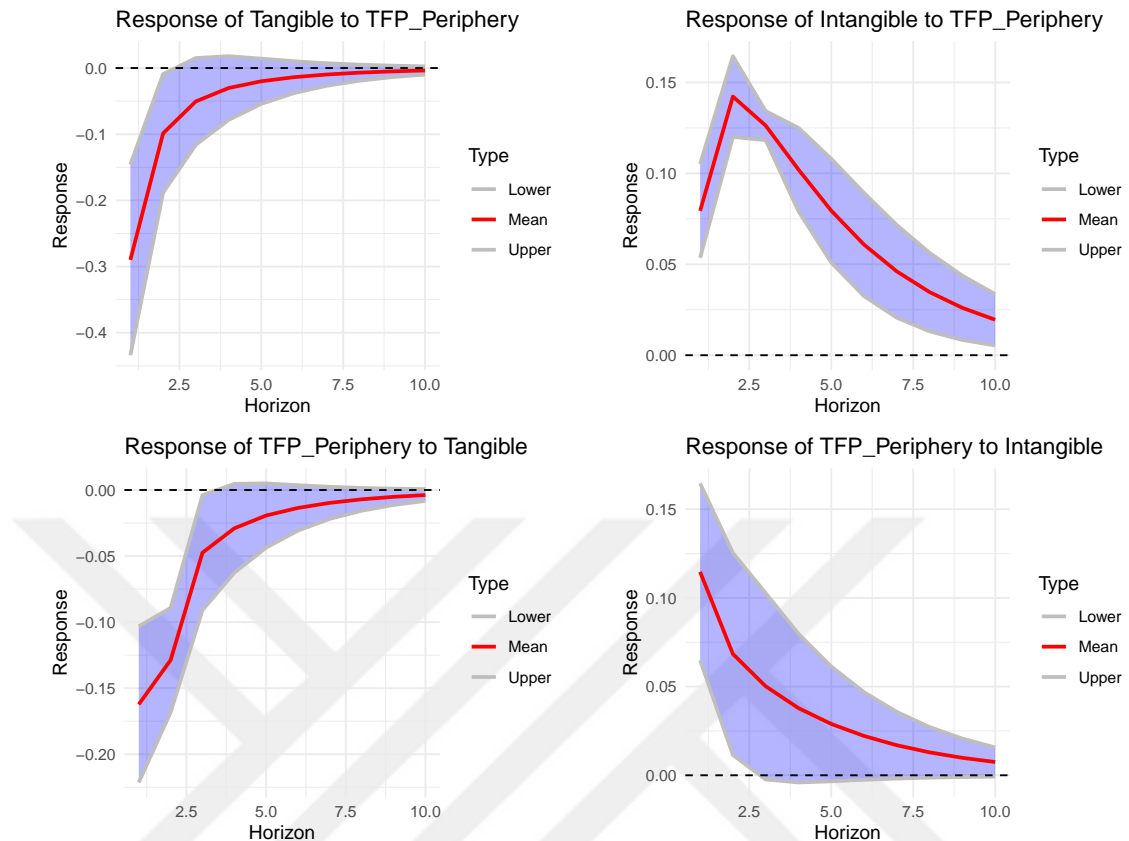 Response of Tangible to TFP_Periphery
0.0
−0.1
−0.2
−0.3
−0.4
Response
2.5 5.0 7.5 10.0
Horizon
Type
Lower
Mean
Upper
Response of Intangible to TFP_Periphery
0.15
0.10
0.05
0.00
Response
2.5 5.0 7.5 10.0
Horizon
Type
Lower
Mean
Upper
Response of TFP_Periphery to Tangible
0.00
−0.05
−0.10
−0.15
−0.20
Response
2.5 5.0 7.5 10.0
Horizon
Type
Lower
Mean
Upper
Response of TFP_Periphery to Intangible
0.15
0.10
0.05
0.00
Response
2.5 5.0 7.5 10.0
Horizon
Type
Lower
Mean
Upper